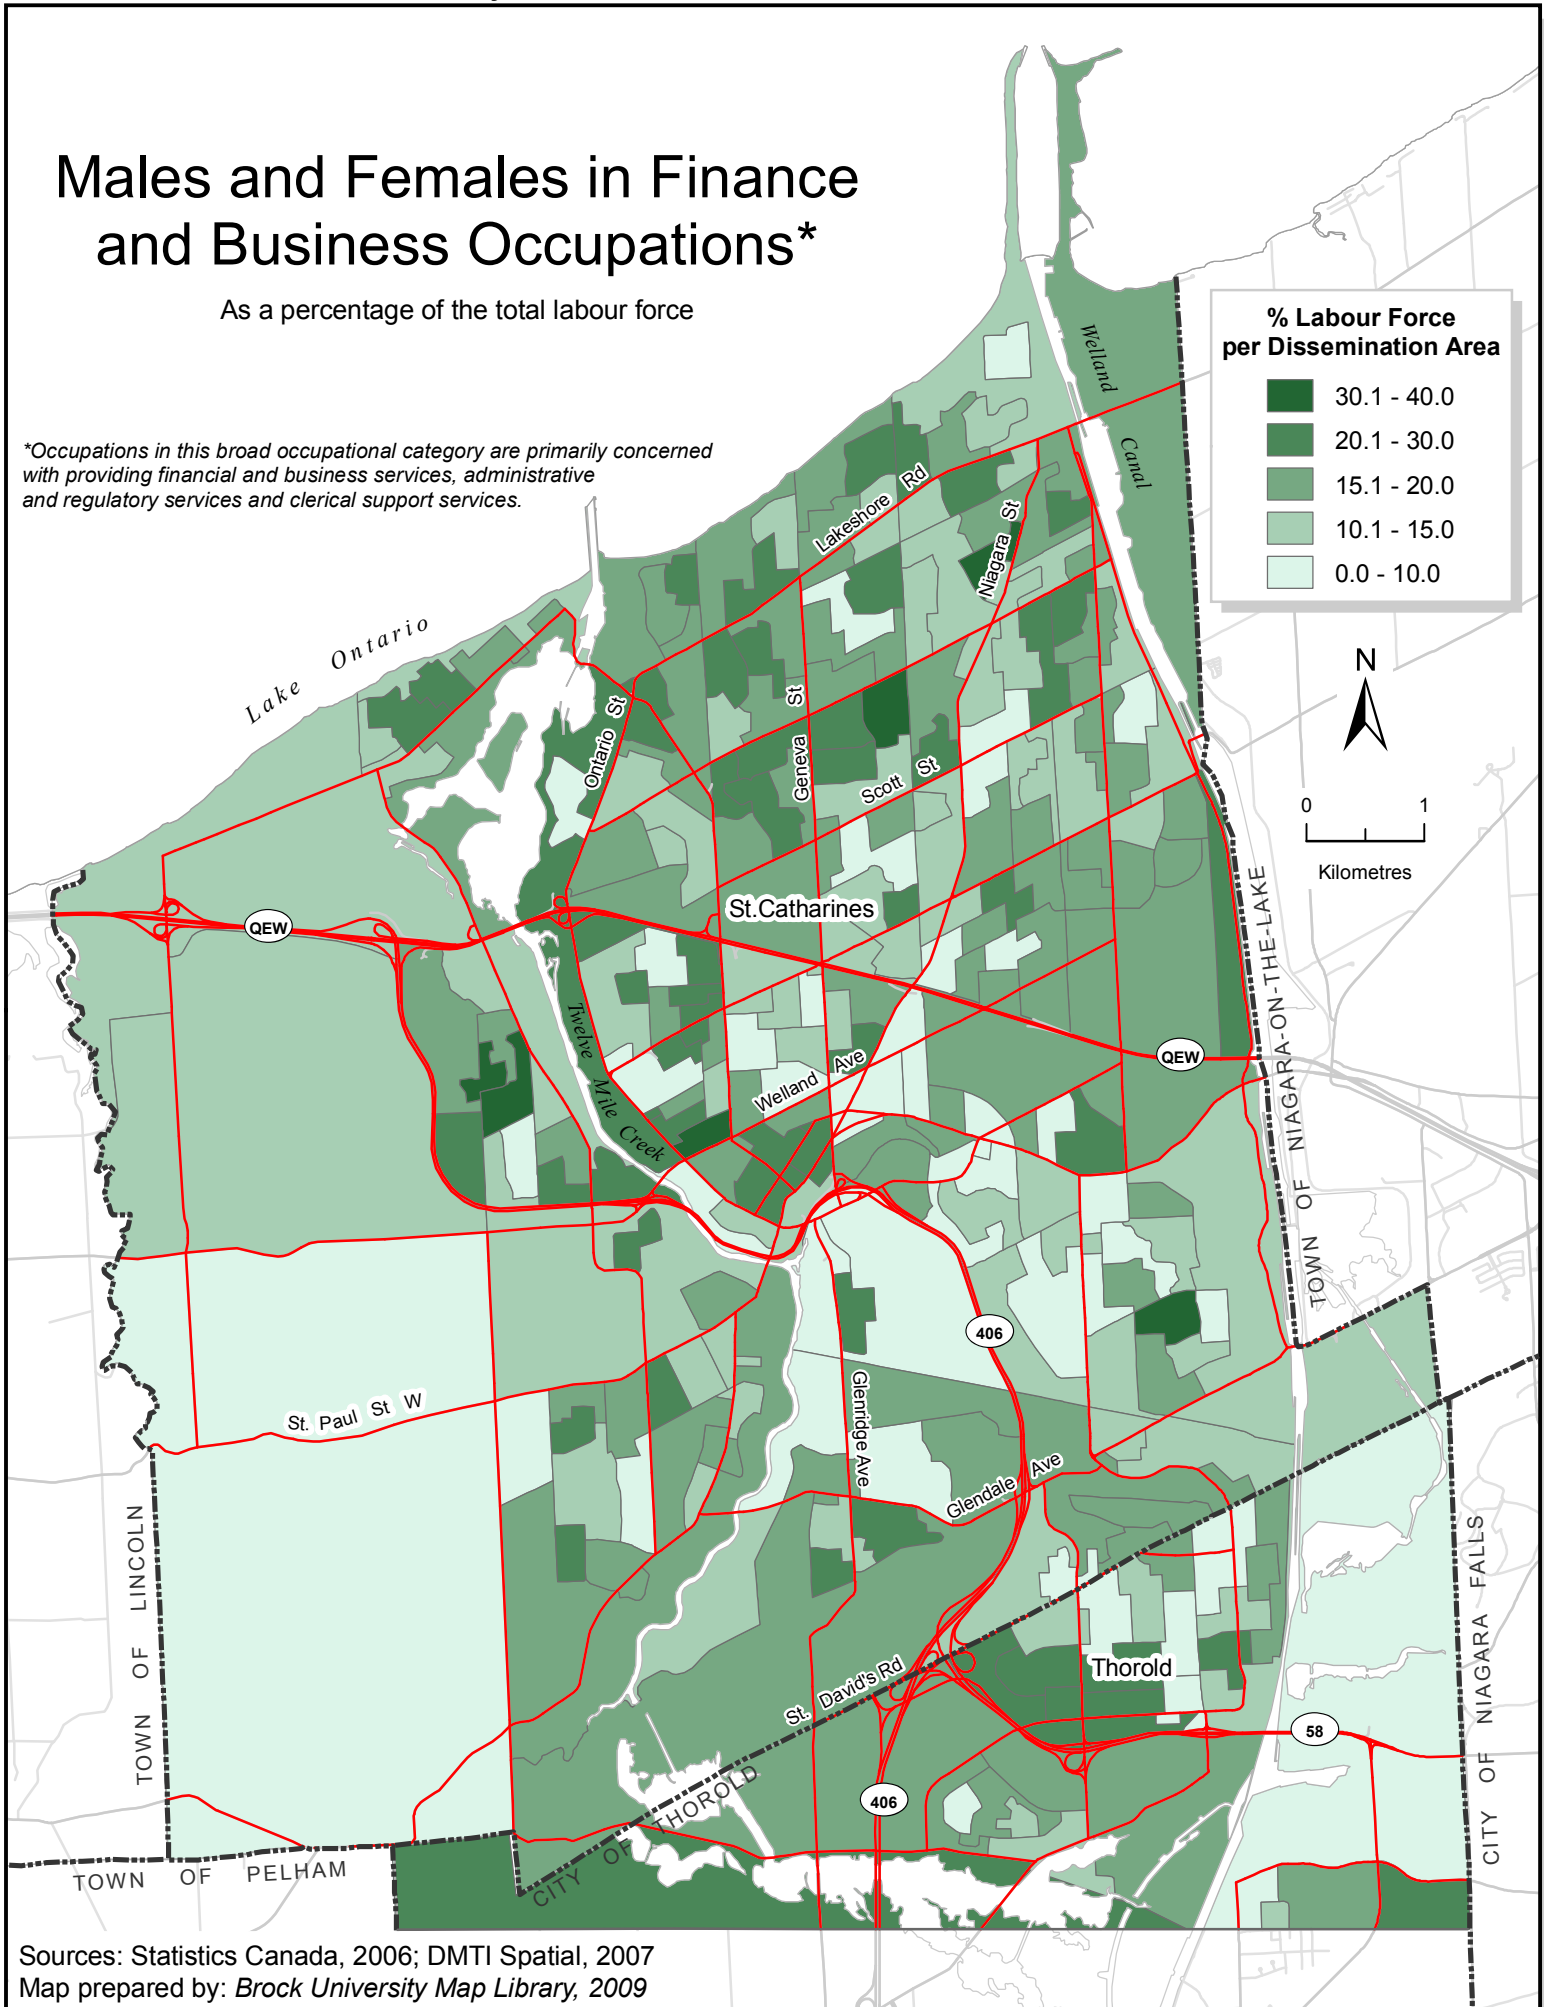 Males and Females in Finance
and Business Occupations*
As a percentage of the total labour force
*Occupations in this broad occupational category are primarily concerned
with providing financial and business services, administrative
and regulatory services and clerical support services.
% Labour Force
per Dissemination Area
30.1 - 40.0
20.1 - 30.0
15.1 - 20.0
10.1 - 15.0
0.0 - 10.0
N
0 1
Kilometres
Lake Ontario
Welland
Canal
Lakeshore Rd
Niagara St
Ontario St
Geneva St
Scott St
St.Catharines
QEW
QEW
Twelve Mile Creek
Welland Ave
TOWN OF NIAGARA-ON-THE-LAKE
406
St. Paul St W
Glenridge Ave
Glendale Ave
TOWN OF LINCOLN
Thorold
St. David's Rd
58
406
CITY OF THOROLD
CITY OF NIAGARA FALLS
TOWN OF PELHAM
Sources: Statistics Canada, 2006; DMTI Spatial, 2007
Map prepared by: Brock University Map Library, 2009